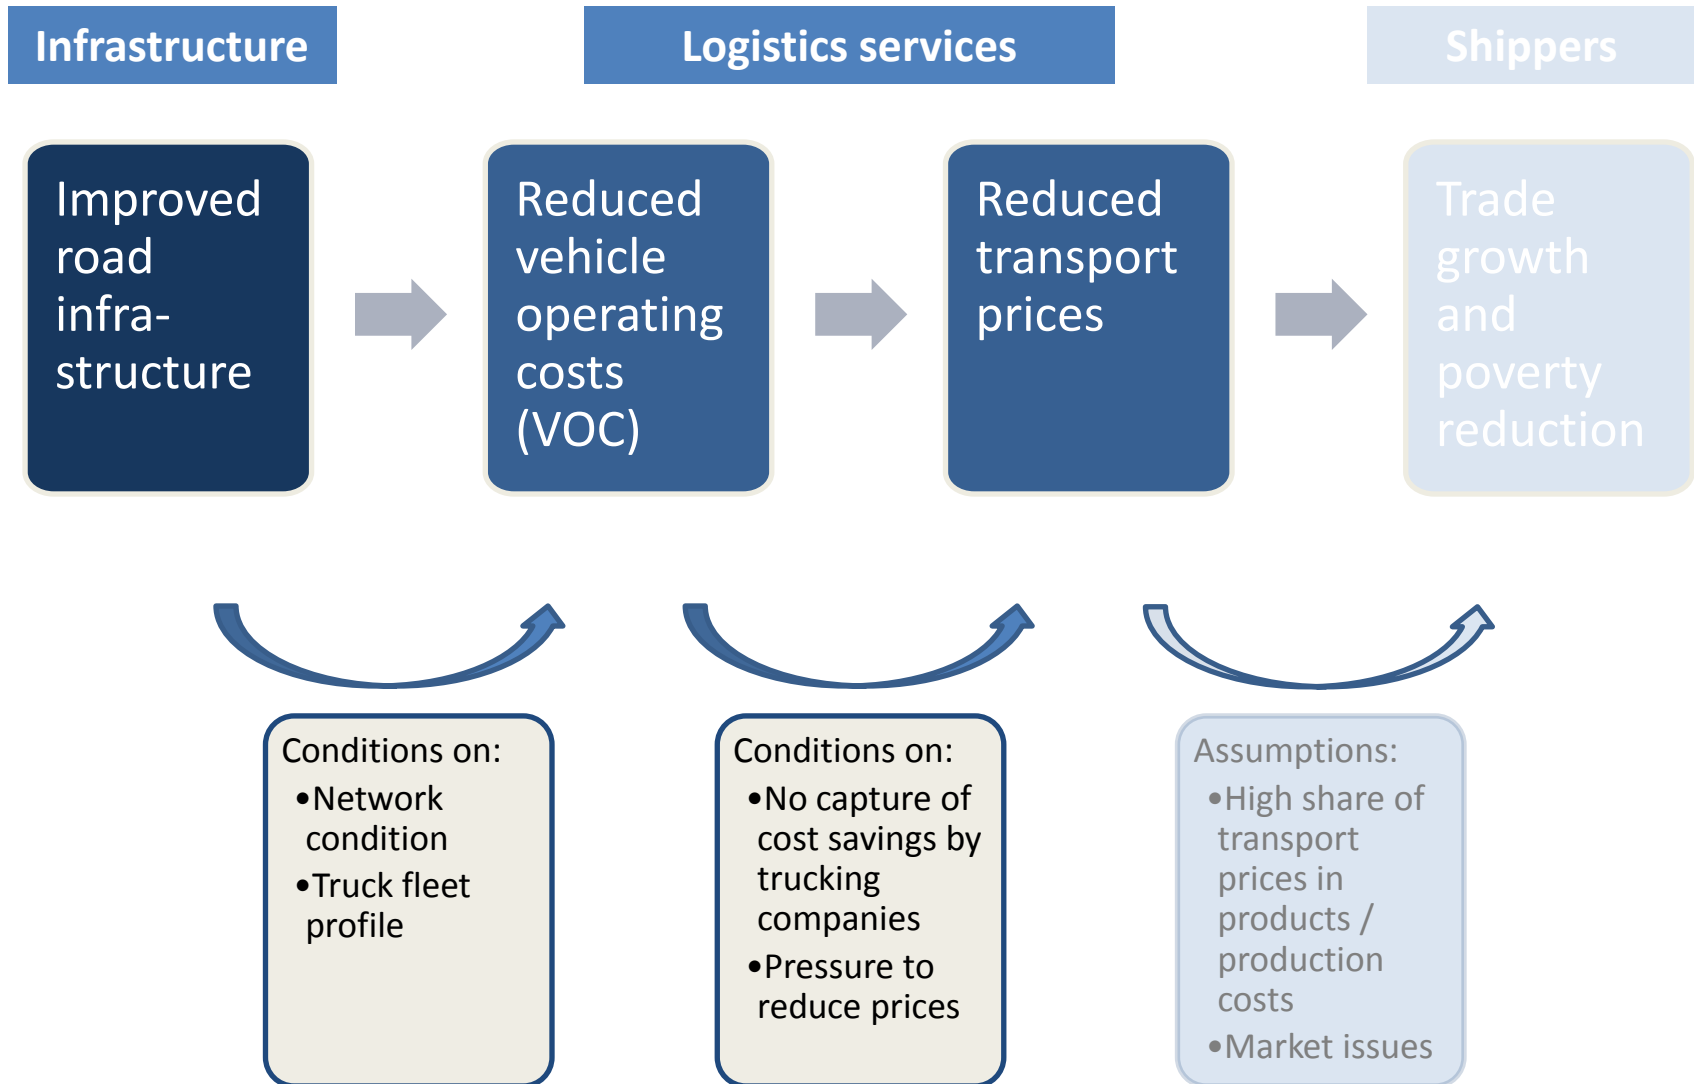 Infrastructure
Logistics services
Shippers
Improved
road
infra-
structure
Reduced
vehicle
operating
costs
(VOC)
Reduced
transport
prices
Trade
growth
and
poverty
reduction
Conditions on:
•Network
condition
•Truck fleet
profile
Conditions on:
•No capture of
cost savings by
trucking
companies
•Pressure to
reduce prices
Assumptions:
•High share of
transport
prices in
products /
production
costs
•Market issues